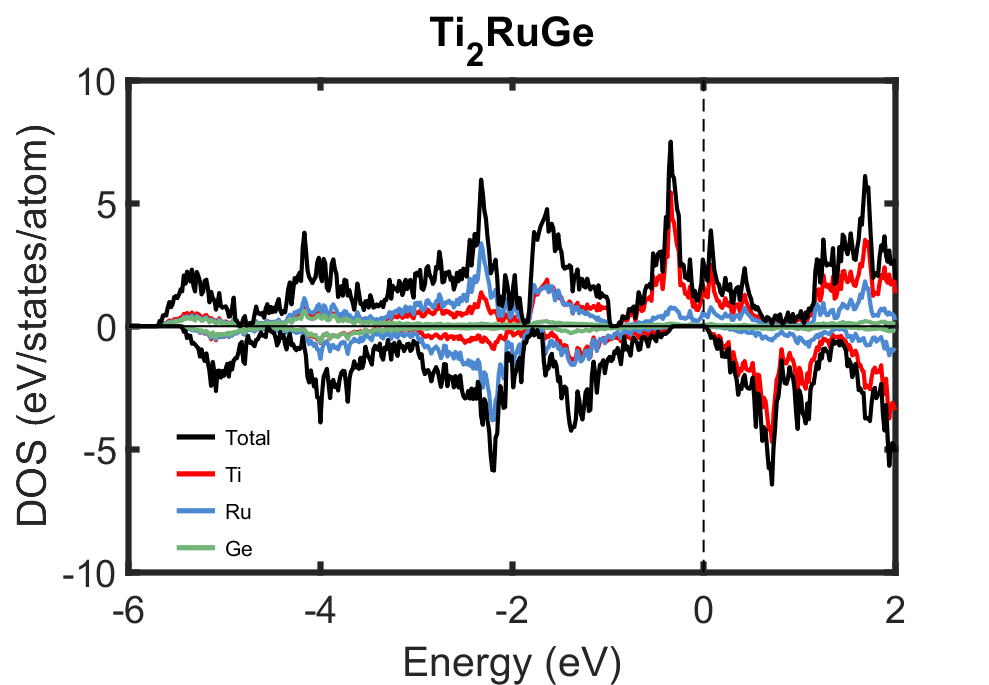 Ti2RuGe
DOS (eV/states/atom)
10
5
0
-5
-10
Total
Ti
Ru
Ge
-6 -4 -2 0 2
Energy (eV)